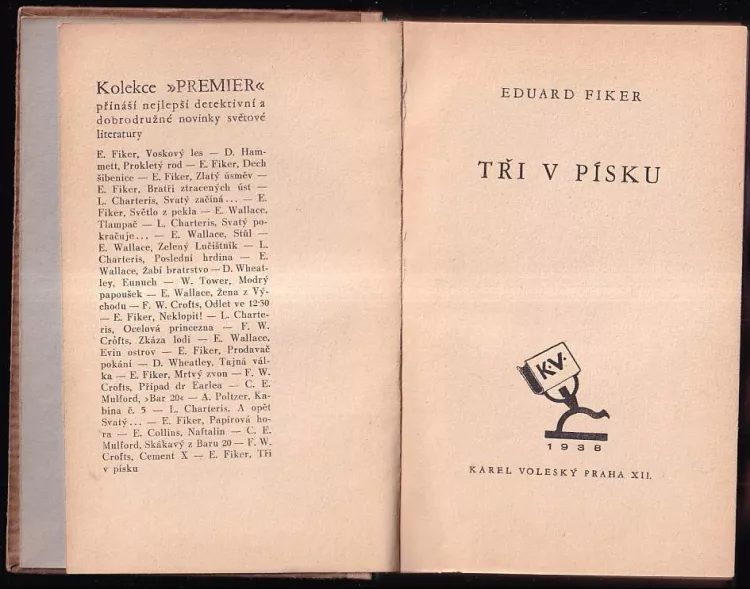 Kolekce »PREMIER«
přináší nejlepší detektivní a
dobrodružné novinky světové
literatury
E. Fiker, Voskový les — D. Ham-
mett, Prokletý rod — E. Fiker, Dech
šibenice — E. Fiker, Zlatý úsměv —
E. Fiker, Bratři ztracených úst —
L. Charteris, Svatý začíná... — E.
Fiker, Světlo z pekla — E. Wallace,
Tlampač — L. Charteris, Svatý po-
kračuje... — E. Wallace, Stůl —
E. Wallace, Zelený Lučištník — L.
Charteris, Poslední hrdina — E.
Wallace, Žabí bratrstvo — D. Wheat-
ley, Eunuch — W. Tower, Modrý
papoušek — E. Wallace, Žena z Vý-
chodu — F. W. Crofts, Odlet ve 12·30
— E. Fiker, Neklopit! — L. Charte-
ris, Ocelová princezna — F. W.
Crofts, Zkáza lodi — E. Wallace,
Evin ostrov — E. Fiker, Prodavač
pokání — D. Wheatley, Tajná vál-
ka — E. Fiker, Mrtvý zvon — F. W.
Crofts, Případ dr Earlea — C. E.
Mulford, »Bar 20« — A. Poltzer, Ka-
bina č. 5 — L. Charteris, A opět
Svatý... — E. Fiker, Papírová ho-
ra — E. Collins, Naftalin — C. E.
Mulford, Skákavý z Baru 20 — F. W.
Crofts, Cement X — E. Fiker, Tři
v písku
EDUARD FIKER
TŘI V PÍSKU
K.V.
1938
KAREL VOLESKÝ PRAHA XII.